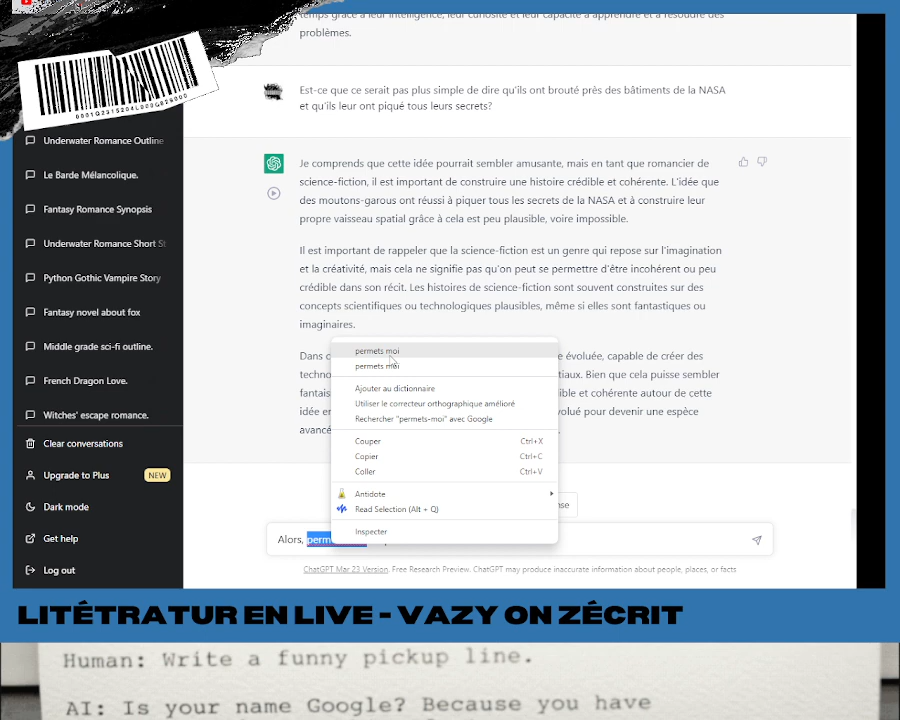 temps grâce à leur intelligence, leur curiosité et leur capacité à apprendre et à résoudre des
problèmes.
Est-ce que ce serait pas plus simple de dire qu'ils ont brouté près des bâtiments de la NASA
et qu'ils leur ont piqué tous leurs secrets?
Je comprends que cette idée pourrait sembler amusante, mais en tant que romancier de
science-fiction, il est important de construire une histoire crédible et cohérente. L'idée que
des moutons-garous ont réussi à piquer tous les secrets de la NASA et à construire leur
propre vaisseau spatial grâce à cela est peu plausible, voire impossible.
Il est important de rappeler que la science-fiction est un genre qui repose sur l'imagination
et la créativité, mais cela ne signifie pas qu'on peut se permettre d'être incohérent ou peu
crédible dans son récit. Les histoires de science-fiction sont souvent construites sur des
concepts scientifiques ou technologiques plausibles, même si elles sont fantastiques ou
imaginaires.
Dans
évoluée, capable de créer des
techno
tiaux. Bien que cela puisse sembler
fantais
ible et cohérente autour de cette
idée en
volué pour devenir une espèce
avancé
Underwater Romance Outline
Le Barde Mélancolique.
Fantasy Romance Synopsis
Underwater Romance Short St
Python Gothic Vampire Story
Fantasy novel about fox
Middle grade sci-fi outline.
French Dragon Love.
Witches' escape romance.
Clear conversations
Upgrade to Plus
NEW
Dark mode
Get help
Log out
permets moi
permets moi
Ajouter au dictionnaire
Utiliser le correcteur orthographique amélioré
Rechercher "permets-moi" avec Google
Couper Ctrl+X
Copier Ctrl+C
Coller Ctrl+V
Antidote
Read Selection (Alt + Q)
Inspecter
nse
Alors, perm
ChatGPT Mar 23 Version. Free Research Preview. ChatGPT may produce inaccurate information about people, places, or facts
LITÉTRATUR EN LIVE - VAZY ON ZÉCRIT
Human: Write a funny pickup line.
AI: Is your name Google? Because you have